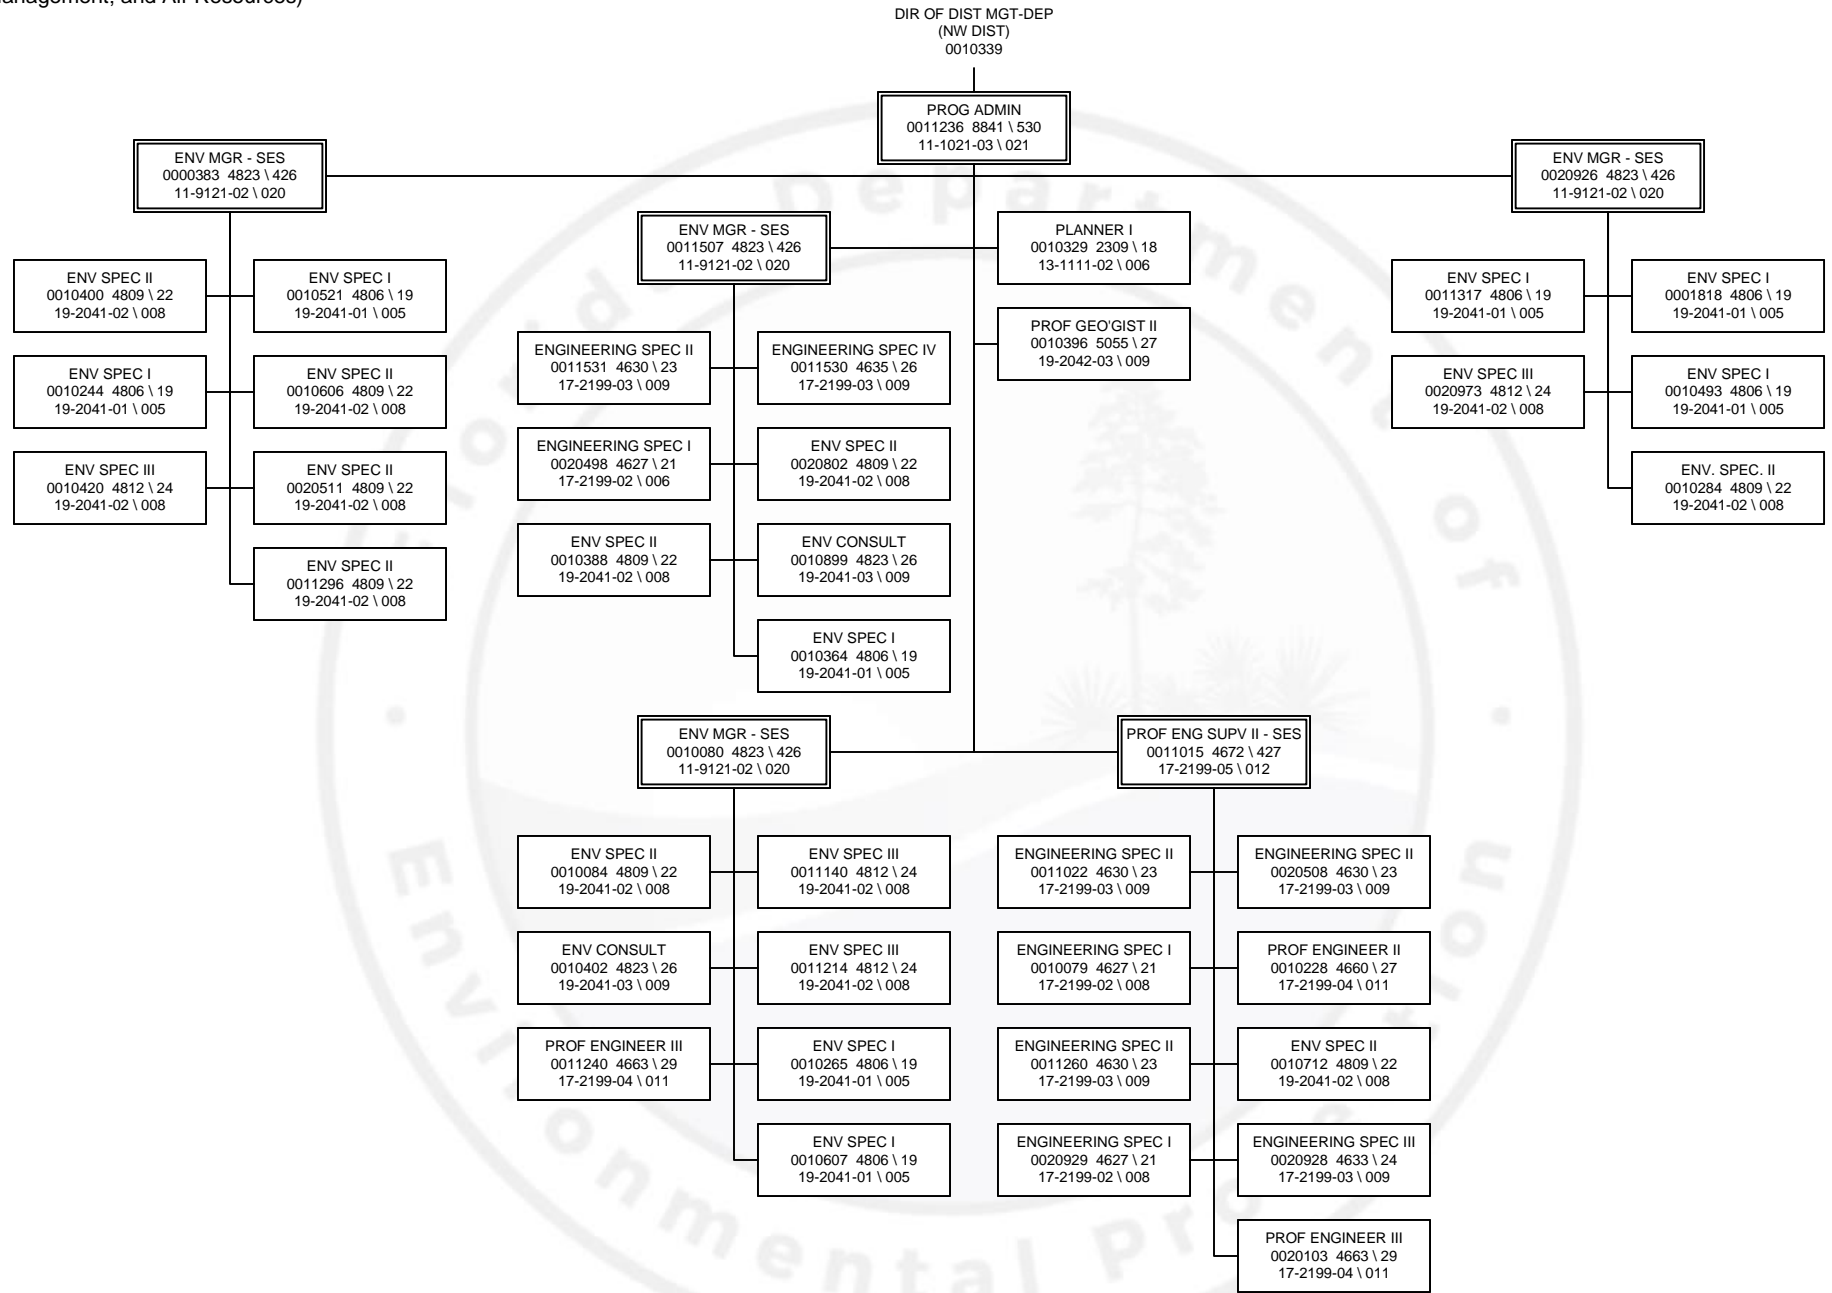 Management, and Air Resources)
DIR OF DIST MGT-DEP
(NW DIST)
0010339
PROG ADMIN
0011236 8841 \ 530
11-1021-03 \ 021
ENV MGR - SES
0000383 4823 \ 426
11-9121-02 \ 020
ENV MGR - SES
0020926 4823 \ 426
11-9121-02 \ 020
ENV MGR - SES
0011507 4823 \ 426
11-9121-02 \ 020
PLANNER I
0010329 2309 \ 18
13-1111-02 \ 006
PROF GEO'GIST II
0010396 5055 \ 27
19-2042-03 \ 009
ENV SPEC II
0010400 4809 \ 22
19-2041-02 \ 008
ENV SPEC I
0010521 4806 \ 19
19-2041-01 \ 005
ENV SPEC I
0010244 4806 \ 19
19-2041-01 \ 005
ENV SPEC II
0010606 4809 \ 22
19-2041-02 \ 008
ENV SPEC III
0010420 4812 \ 24
19-2041-02 \ 008
ENV SPEC II
0020511 4809 \ 22
19-2041-02 \ 008
ENV SPEC II
0011296 4809 \ 22
19-2041-02 \ 008
ENGINEERING SPEC II
0011531 4630 \ 23
17-2199-03 \ 009
ENGINEERING SPEC IV
0011530 4635 \ 26
17-2199-03 \ 009
ENGINEERING SPEC I
0020498 4627 \ 21
17-2199-02 \ 006
ENV SPEC II
0020802 4809 \ 22
19-2041-02 \ 008
ENV SPEC II
0010388 4809 \ 22
19-2041-02 \ 008
ENV CONSULT
0010899 4823 \ 26
19-2041-03 \ 009
ENV SPEC I
0010364 4806 \ 19
19-2041-01 \ 005
ENV SPEC I
0011317 4806 \ 19
19-2041-01 \ 005
ENV SPEC I
0001818 4806 \ 19
19-2041-01 \ 005
ENV SPEC III
0020973 4812 \ 24
19-2041-02 \ 008
ENV SPEC I
0010493 4806 \ 19
19-2041-01 \ 005
ENV. SPEC. II
0010284 4809 \ 22
19-2041-02 \ 008
ENV MGR - SES
0010080 4823 \ 426
11-9121-02 \ 020
PROF ENG SUPV II - SES
0011015 4672 \ 427
17-2199-05 \ 012
ENV SPEC II
0010084 4809 \ 22
19-2041-02 \ 008
ENV SPEC III
0011140 4812 \ 24
19-2041-02 \ 008
ENV CONSULT
0010402 4823 \ 26
19-2041-03 \ 009
ENV SPEC III
0011214 4812 \ 24
19-2041-02 \ 008
PROF ENGINEER III
0011240 4663 \ 29
17-2199-04 \ 011
ENV SPEC I
0010265 4806 \ 19
19-2041-01 \ 005
ENV SPEC I
0010607 4806 \ 19
19-2041-01 \ 005
ENGINEERING SPEC II
0011022 4630 \ 23
17-2199-03 \ 009
ENGINEERING SPEC II
0020508 4630 \ 23
17-2199-03 \ 009
ENGINEERING SPEC I
0010079 4627 \ 21
17-2199-02 \ 008
PROF ENGINEER II
0010228 4660 \ 27
17-2199-04 \ 011
ENGINEERING SPEC II
0011260 4630 \ 23
17-2199-03 \ 009
ENV SPEC II
0010712 4809 \ 22
19-2041-02 \ 008
ENGINEERING SPEC I
0020929 4627 \ 21
17-2199-02 \ 008
ENGINEERING SPEC III
0020928 4633 \ 24
17-2199-03 \ 009
PROF ENGINEER III
0020103 4663 \ 29
17-2199-04 \ 011
Florida Department of
Environmental Protection